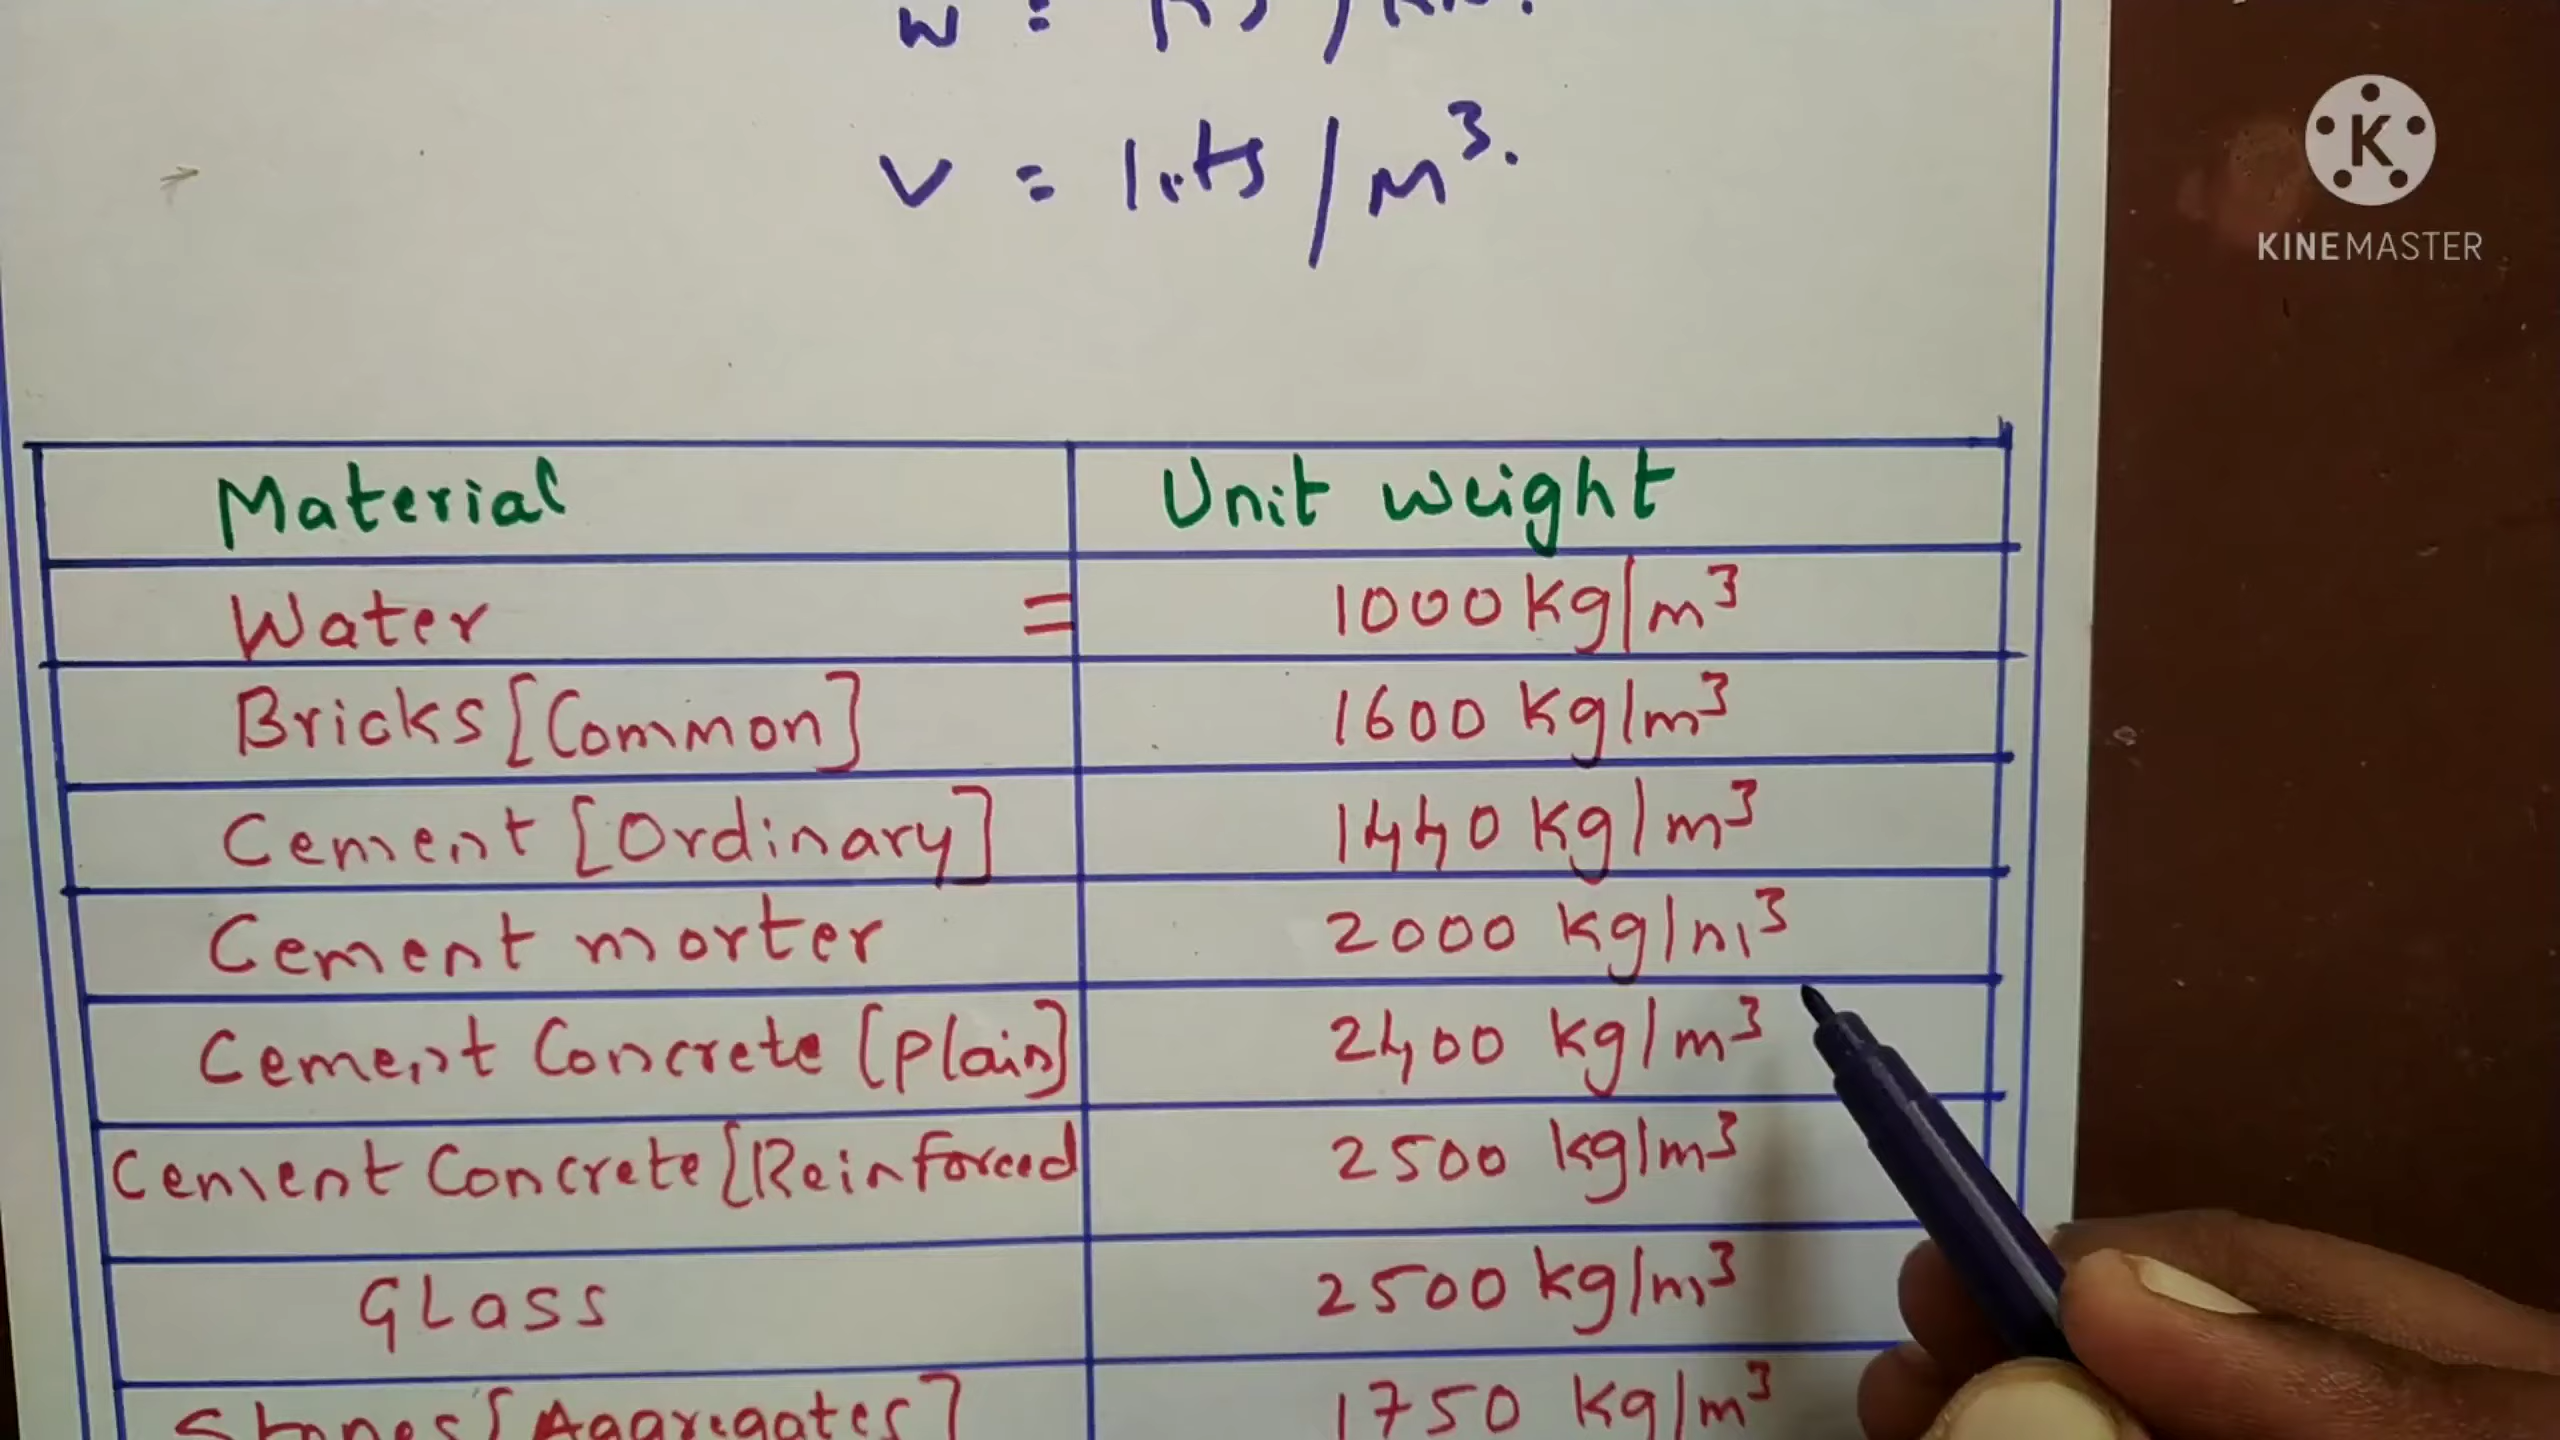 V = lits/m³.
K
KINEMASTER
Material Unit weight
Water = 1000 kg/m³
Bricks [Common] 1600 kg/m³
Cement [Ordinary] 1440 kg/m³
Cement morter 2000 kg/m³
Cement Concrete [plain] 2400 kg/m³
Cement Concrete [Reinforced 2500 kg/m³
GLass 2500 kg/m³
Stones [Aggregates] 1750 kg/m³